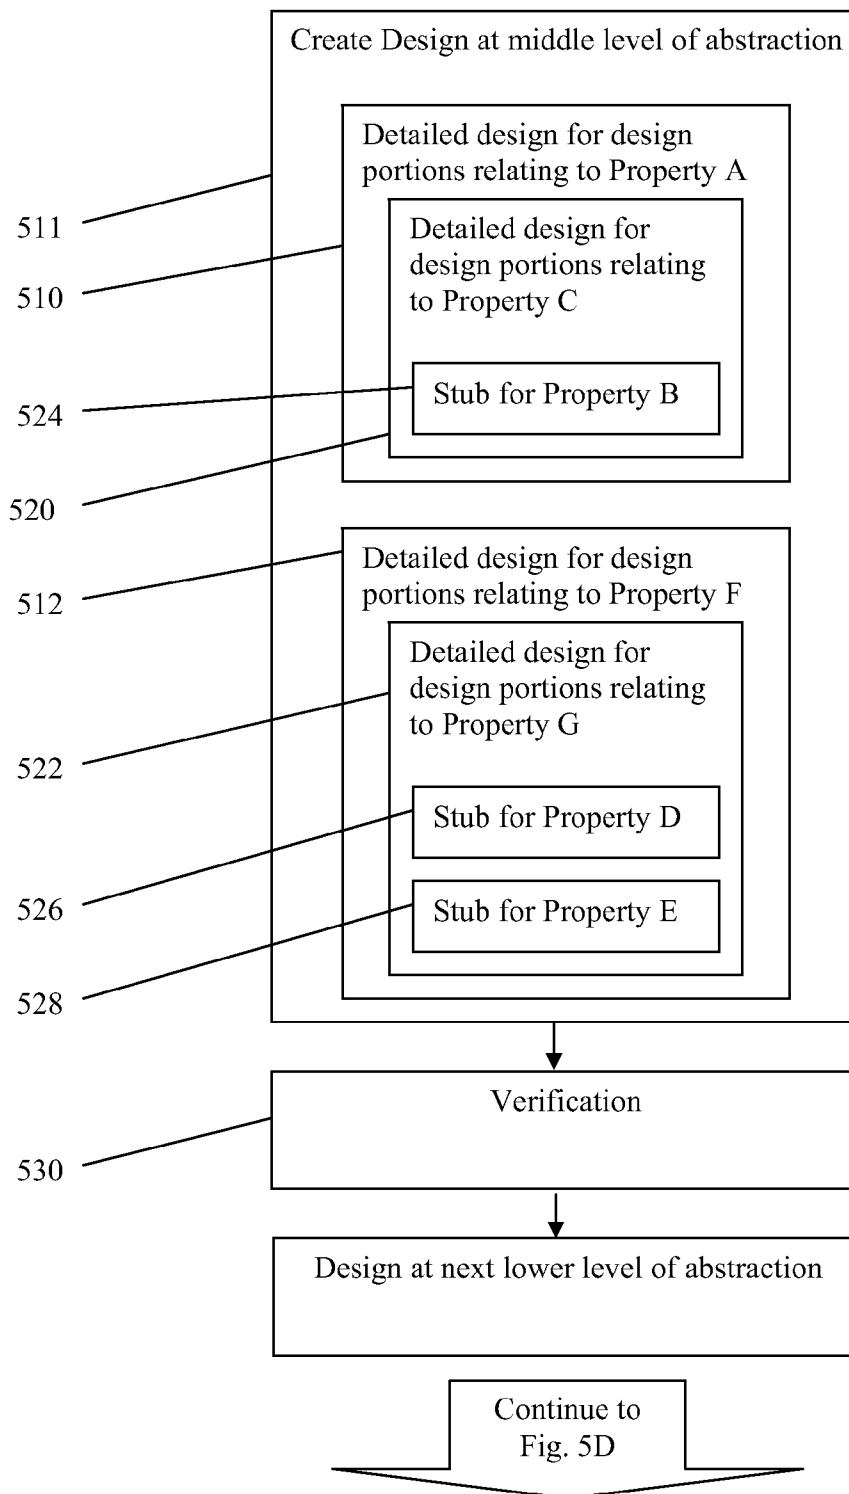 Create Design at middle level of abstraction
Detailed design for design
portions relating to Property A
511
Detailed design for
design portions relating
to Property C
510
Stub for Property B
524
520
Detailed design for design
portions relating to Property F
512
Detailed design for
design portions relating
to Property G
522
Stub for Property D
526
Stub for Property E
528
Verification
530
Design at next lower level of abstraction
Continue to
Fig. 5D